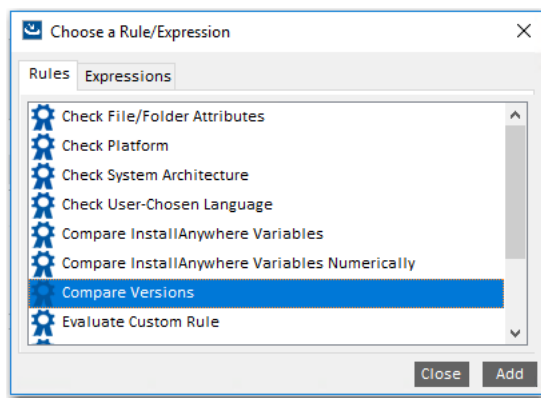 Choose a Rule/Expression
Rules Expressions
Check File/Folder Attributes
Check Platform
Check System Architecture
Check User-Chosen Language
Compare InstallAnywhere Variables
Compare InstallAnywhere Variables Numerically
Compare Versions
Evaluate Custom Rule
Close Add